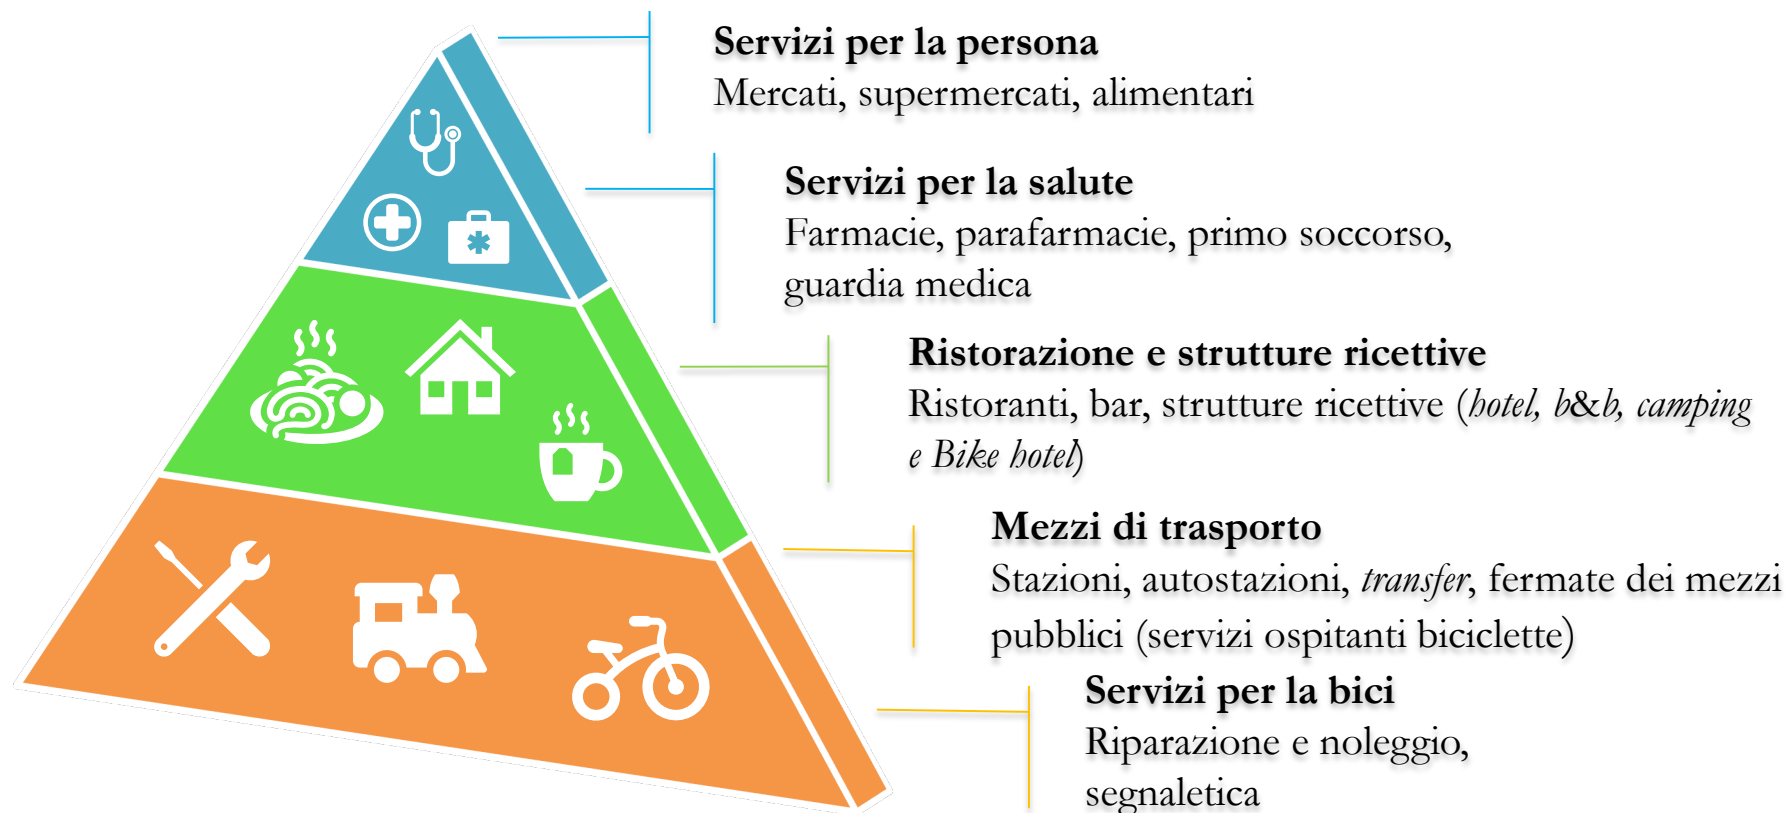 Servizi per la persona
Mercati, supermercati, alimentari
Servizi per la salute
Farmacie, parafarmacie, primo soccorso,
guardia medica
Ristorazione e strutture ricettive
Ristoranti, bar, strutture ricettive (hotel, b&b, camping
e Bike hotel)
Mezzi di trasporto
Stazioni, autostazioni, transfer, fermate dei mezzi
pubblici (servizi ospitanti biciclette)
Servizi per la bici
Riparazione e noleggio,
segnaletica